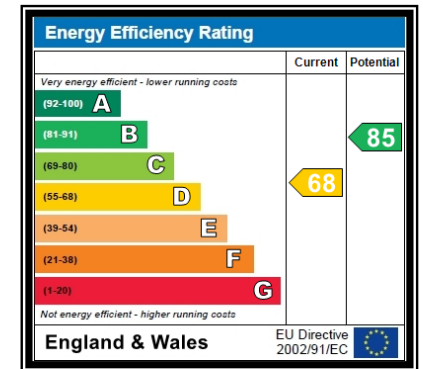 Energy Efficiency Rating
Current Potential
Very energy efficient - lower running costs
(92-100) A
(81-91) B
85
(69-80) C
68
(55-68) D
(39-54) E
(21-38) F
(1-20) G
Not energy efficient - higher running costs
England & Wales
EU Directive
2002/91/EC